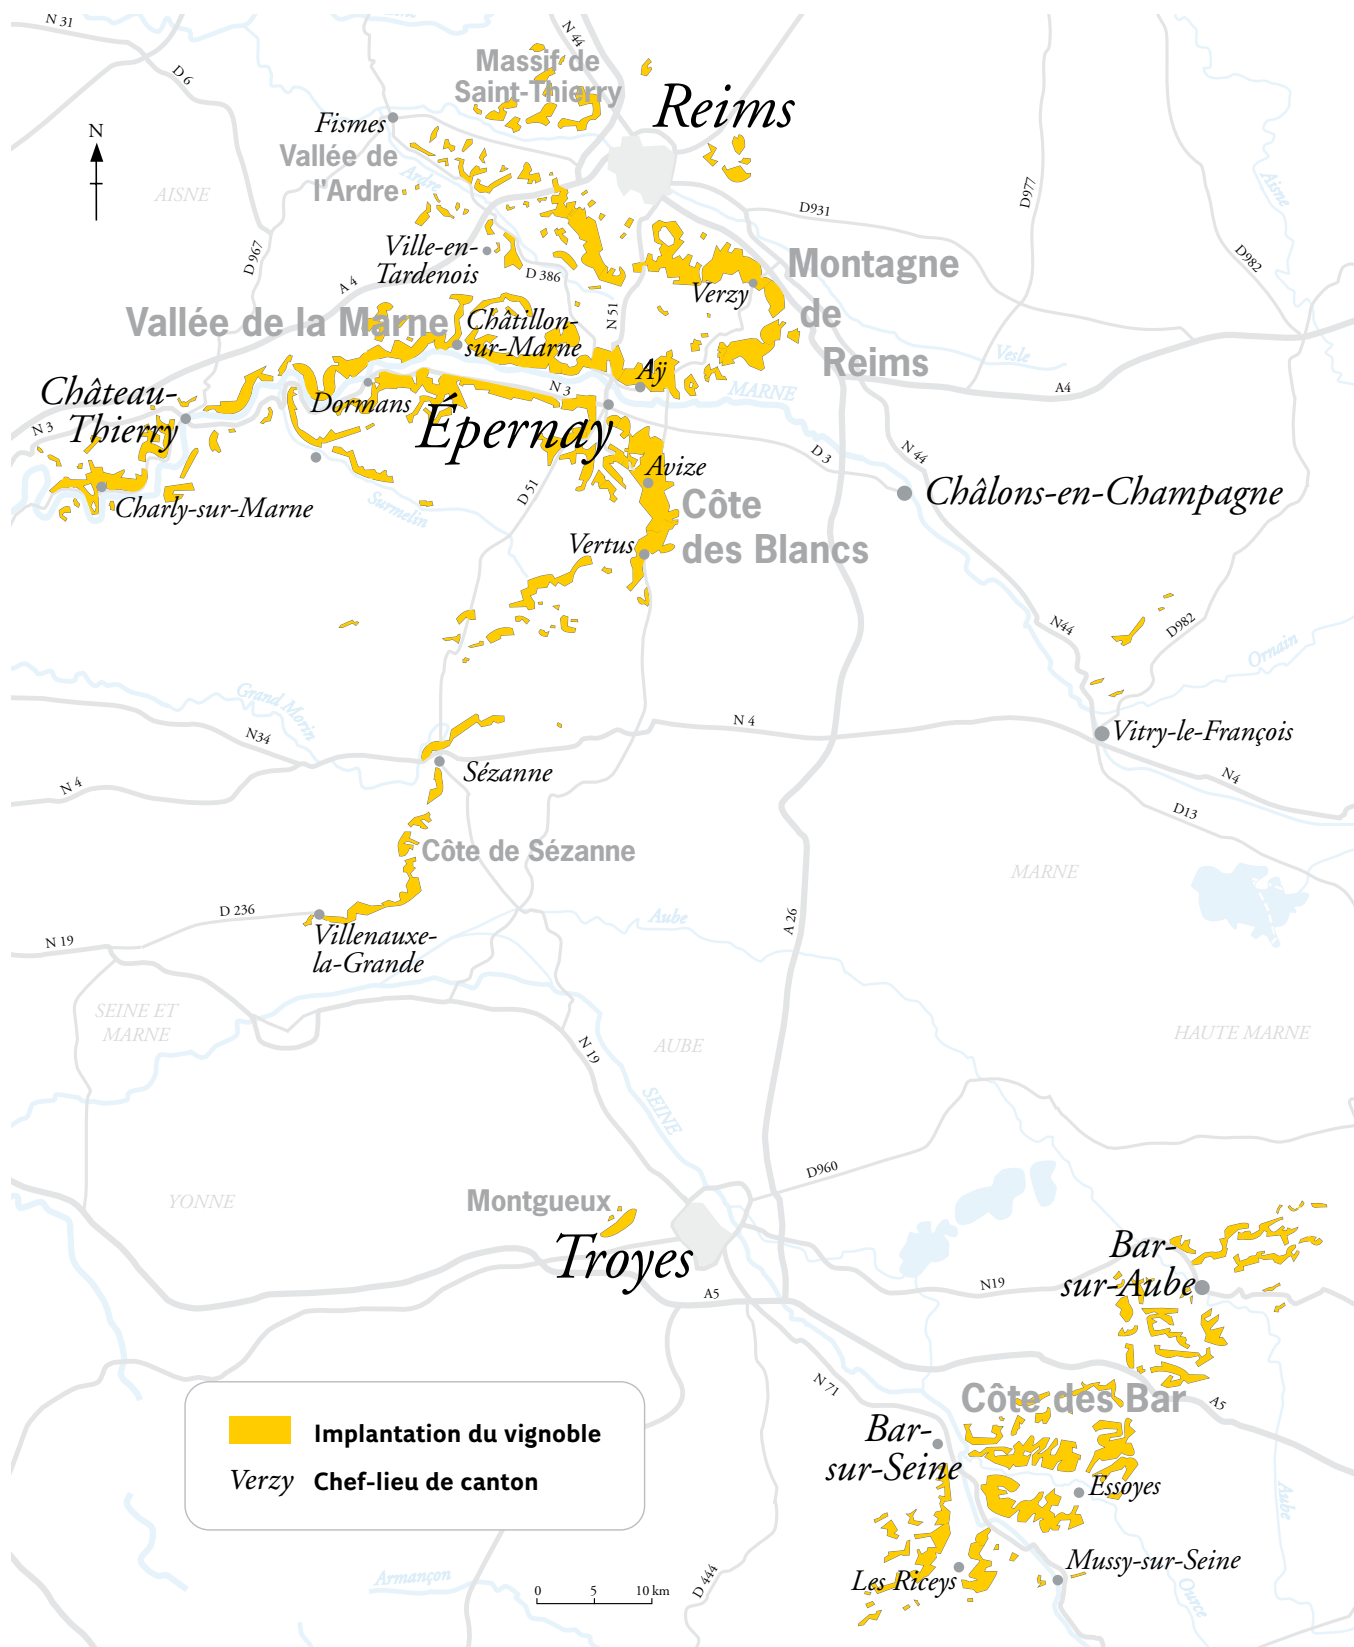 N 31
D 6
N 44
Massif de
Saint-Thierry
Reims
Fismes
Vallée de
l'Ardre
Ardre
N
AISNE
Aisne
D977
D931
D982
D 967
A 4
Ville-en-
Tardenois
D 386
N 51
Verzy
Montagne
de
Reims
Vallée de la Marne
Châtillon-
sur-Marne
Vesle
A4
Aÿ
MARNE
Château-
Thierry
N 3
Dormans
N 3
Épernay
D 3
N 44
Avize
Charly-sur-Marne
Surmelin
D 51
Côte
des Blancs
Châlons-en-Champagne
Vertus
N44
D982
Ornain
Grand Morin
N34
N 4
N 4
Vitry-le-François
N4
D13
Sézanne
Côte de Sézanne
MARNE
D 236
N 19
Villenauxe-
la-Grande
Aube
A 26
SEINE ET
MARNE
N 19
AUBE
HAUTE MARNE
SEINE
D960
YONNE
Montgueux
Troyes
A5
N19
Bar-
sur-Aube
N 71
Côte des Bar
A5
Bar-
sur-Seine
Essoyes
Aube
Implantation du vignoble
Verzy Chef-lieu de canton
Mussy-sur-Seine
Les Riceys
Ource
Armançon
0 5 10 km
D 444